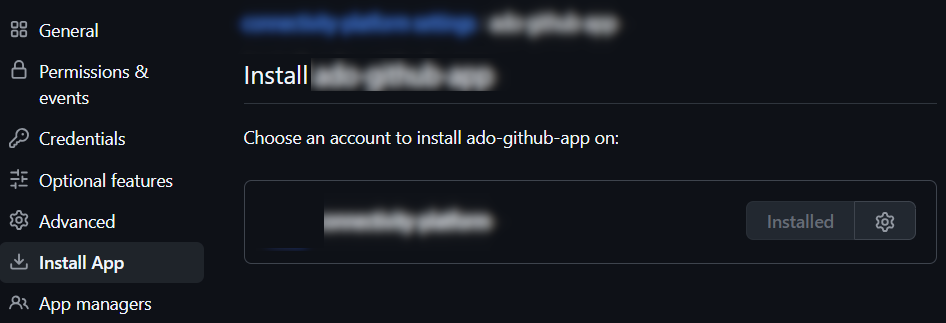 General
Permissions &
events
Credentials
Optional features
Advanced
Install App
App managers
Install
Choose an account to install ado-github-app on:
Installed